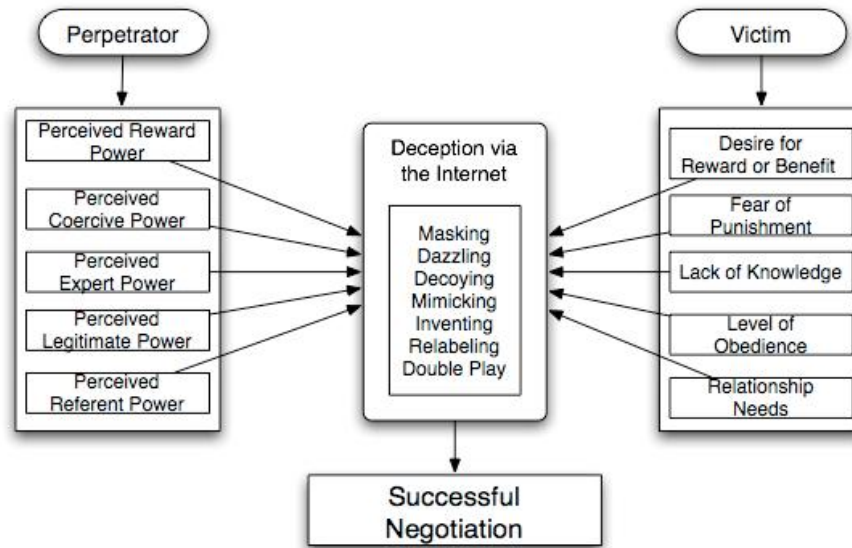 Perpetrator
Perceived Reward
Power
Perceived
Coercive Power
Perceived
Expert Power
Perceived
Legitimate Power
Perceived
Referent Power
Deception via
the Internet
Masking
Dazzling
Decoying
Mimicking
Inventing
Relabeling
Double Play
Victim
Desire for
Reward or Benefit
Fear of
Punishment
Lack of Knowledge
Level of
Obedience
Relationship
Needs
Successful
Negotiation